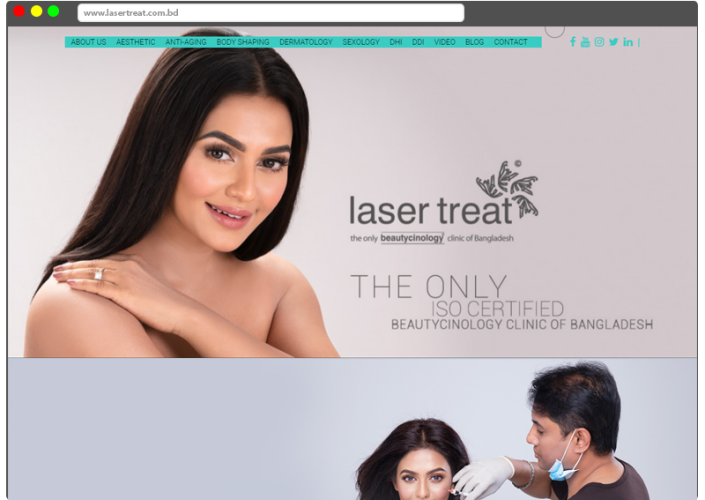 www.lasertreat.com.bd
ABOUT US AESTHETIC ANTI-AGING BODY SHAPING DERMATOLOGY SEXOLOGY DHI DDI VIDEO BLOG CONTACT
©
laser treat
the only beautycinology clinic of Bangladesh
THE ONLY
ISO CERTIFIED
BEAUTYCINOLOGY CLINIC OF BANGLADESH